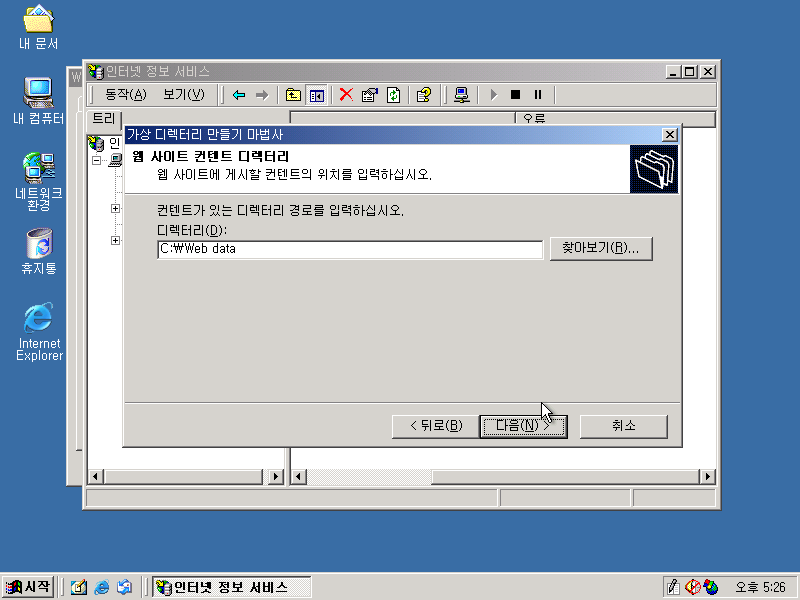 내 문서
내 컴퓨터
네트워크
환경
휴지통
Internet
Explorer
W
인터넷 정보 서비스
동작(A) 보기(V)
트리
오류
인
가상 디렉터리 만들기 마법사
웹 사이트 컨텐트 디렉터리
웹 사이트에 게시할 컨텐트의 위치를 입력하십시오.
컨텐트가 있는 디렉터리 경로를 입력하십시오.
디렉터리(D):
C:₩Web data
찾아보기(R)...
< 뒤로(B)
다음(N) >
취소
시작
인터넷 정보 서비스
오후 5:26